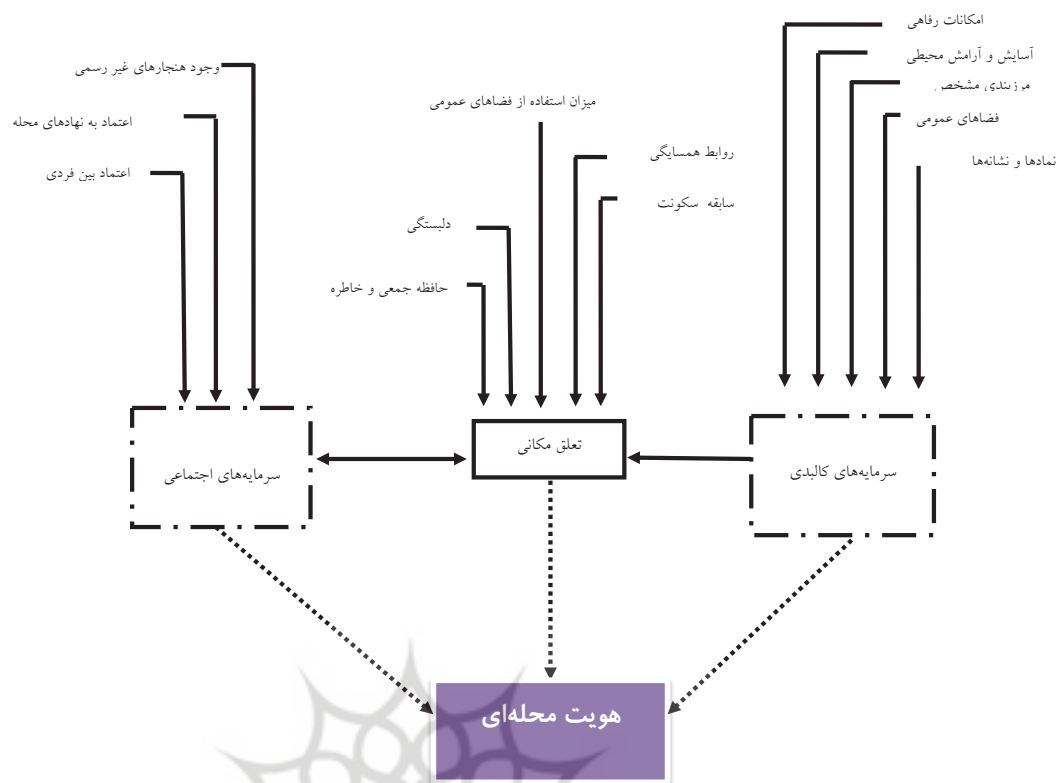 امکانات رفاهی
آسایش و آرامش محیطی
مرزبندی مشخص
فضاهای عمومی
نمادها و نشانه‌ها
میزان استفاده از فضاهای عمومی
روابط همسایگی
سابقه سکونت
دلبستگی
حافظه جمعی و خاطره
وجود هنجارهای غیر رسمی
اعتماد به نهادهای محله
اعتماد بین فردی
سرمایه‌های کالبدی
تعلق مکانی
سرمایه‌های اجتماعی
هویت محله‌ای